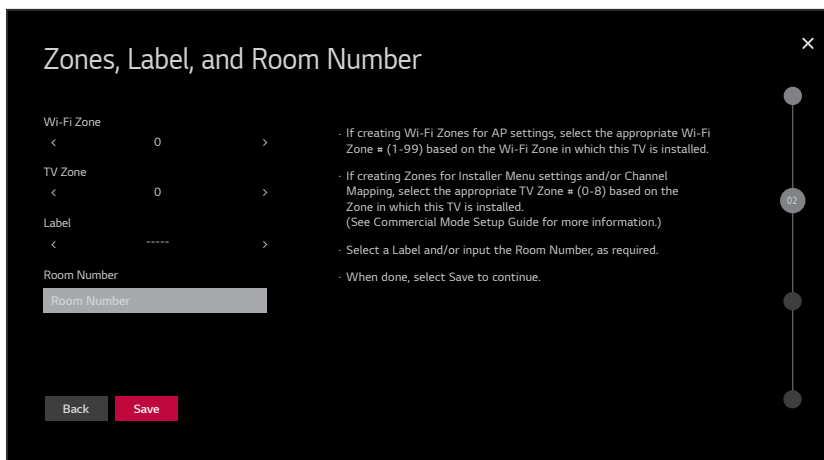 Zones, Label, and Room Number
Wi-Fi Zone
0
TV Zone
0
Label
-----
Room Number
Room Number
· If creating Wi-Fi Zones for AP settings, select the appropriate Wi-Fi
Zone # (1-99) based on the Wi-Fi Zone in which this TV is installed.
· If creating Zones for Installer Menu settings and/or Channel
Mapping, select the appropriate TV Zone # (0-8) based on the
Zone in which this TV is installed.
(See Commercial Mode Setup Guide for more information.)
· Select a Label and/or input the Room Number, as required.
· When done, select Save to continue.
02
Back
Save